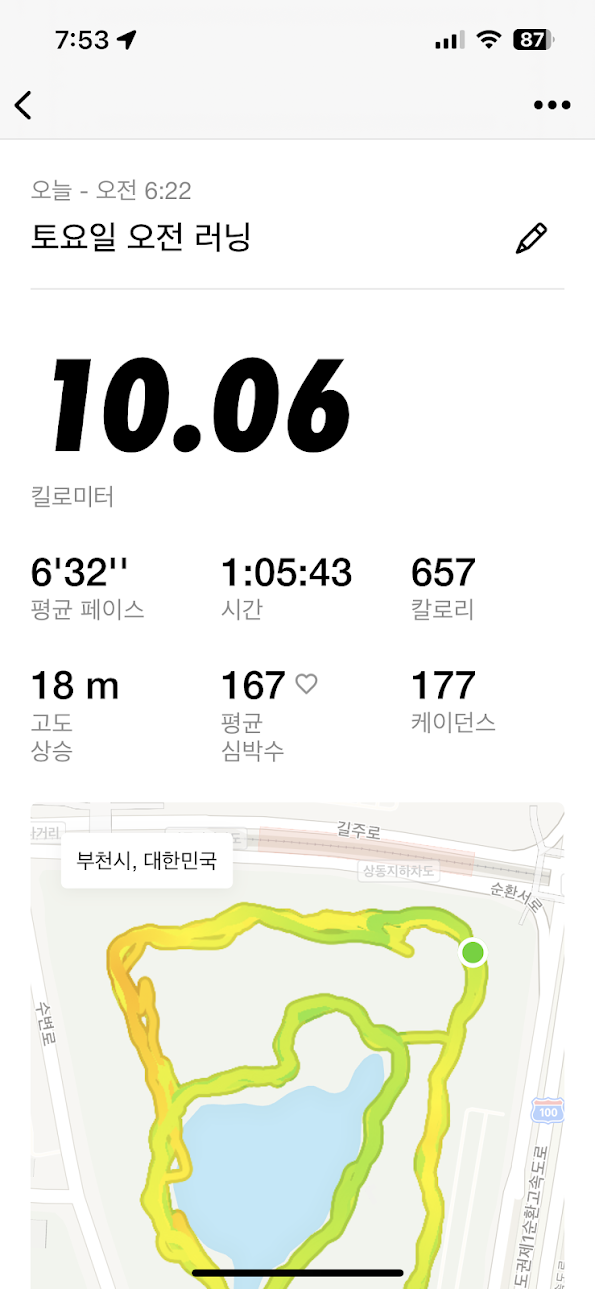 7:53
87
오늘 - 오전 6:22
토요일 오전 러닝
10.06
킬로미터
6'32''
1:05:43
657
평균 페이스
시간
칼로리
18 m
167
177
고도
상승
평균
심박수
케이던스
길주로
부천시, 대한민국
상동지하차도
순환서로
수변로
100
도권제1순환고속도로